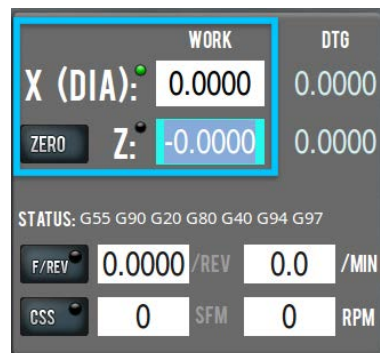 WORK DTG
X (DIA): 0.0000 0.0000
ZERO Z: -0.0000 0.0000
STATUS: G55 G90 G20 G80 G40 G94 G97
F/REV 0.0000 /REV 0.0 /MIN
CSS 0 SFM 0 RPM